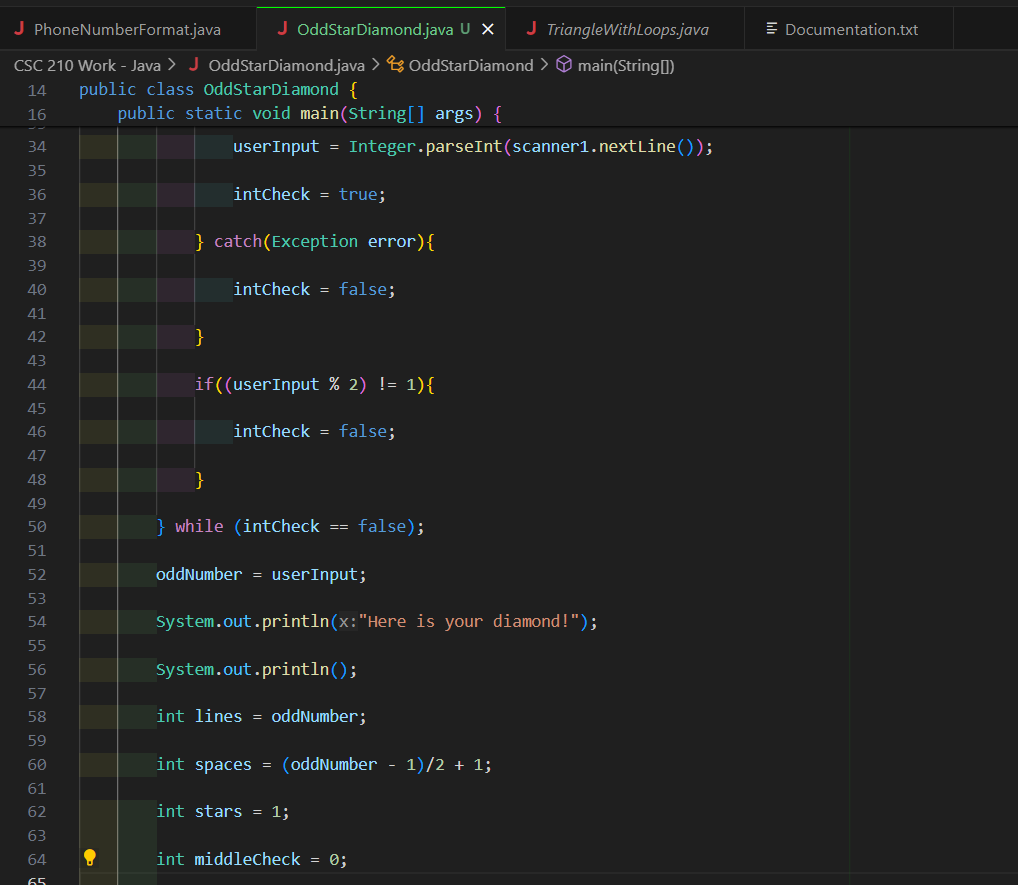 PhoneNumberFormat.java OddStarDiamond.java U TriangleWithLoops.java Documentation.txt
CSC 210 Work - Java > OddStarDiamond.java > OddStarDiamond > main(String[])
14 public class OddStarDiamond {
16 public static void main(String[] args) {
34 userInput = Integer.parseInt(scanner1.nextLine());
35
36 intCheck = true;
37
38 } catch(Exception error){
39
40 intCheck = false;
41
42 }
43
44 if((userInput % 2) != 1){
45
46 intCheck = false;
47
48 }
49
50 } while (intCheck == false);
51
52 oddNumber = userInput;
53
54 System.out.println(x:"Here is your diamond!");
55
56 System.out.println();
57
58 int lines = oddNumber;
59
60 int spaces = (oddNumber - 1)/2 + 1;
61
62 int stars = 1;
63
64 int middleCheck = 0;
65